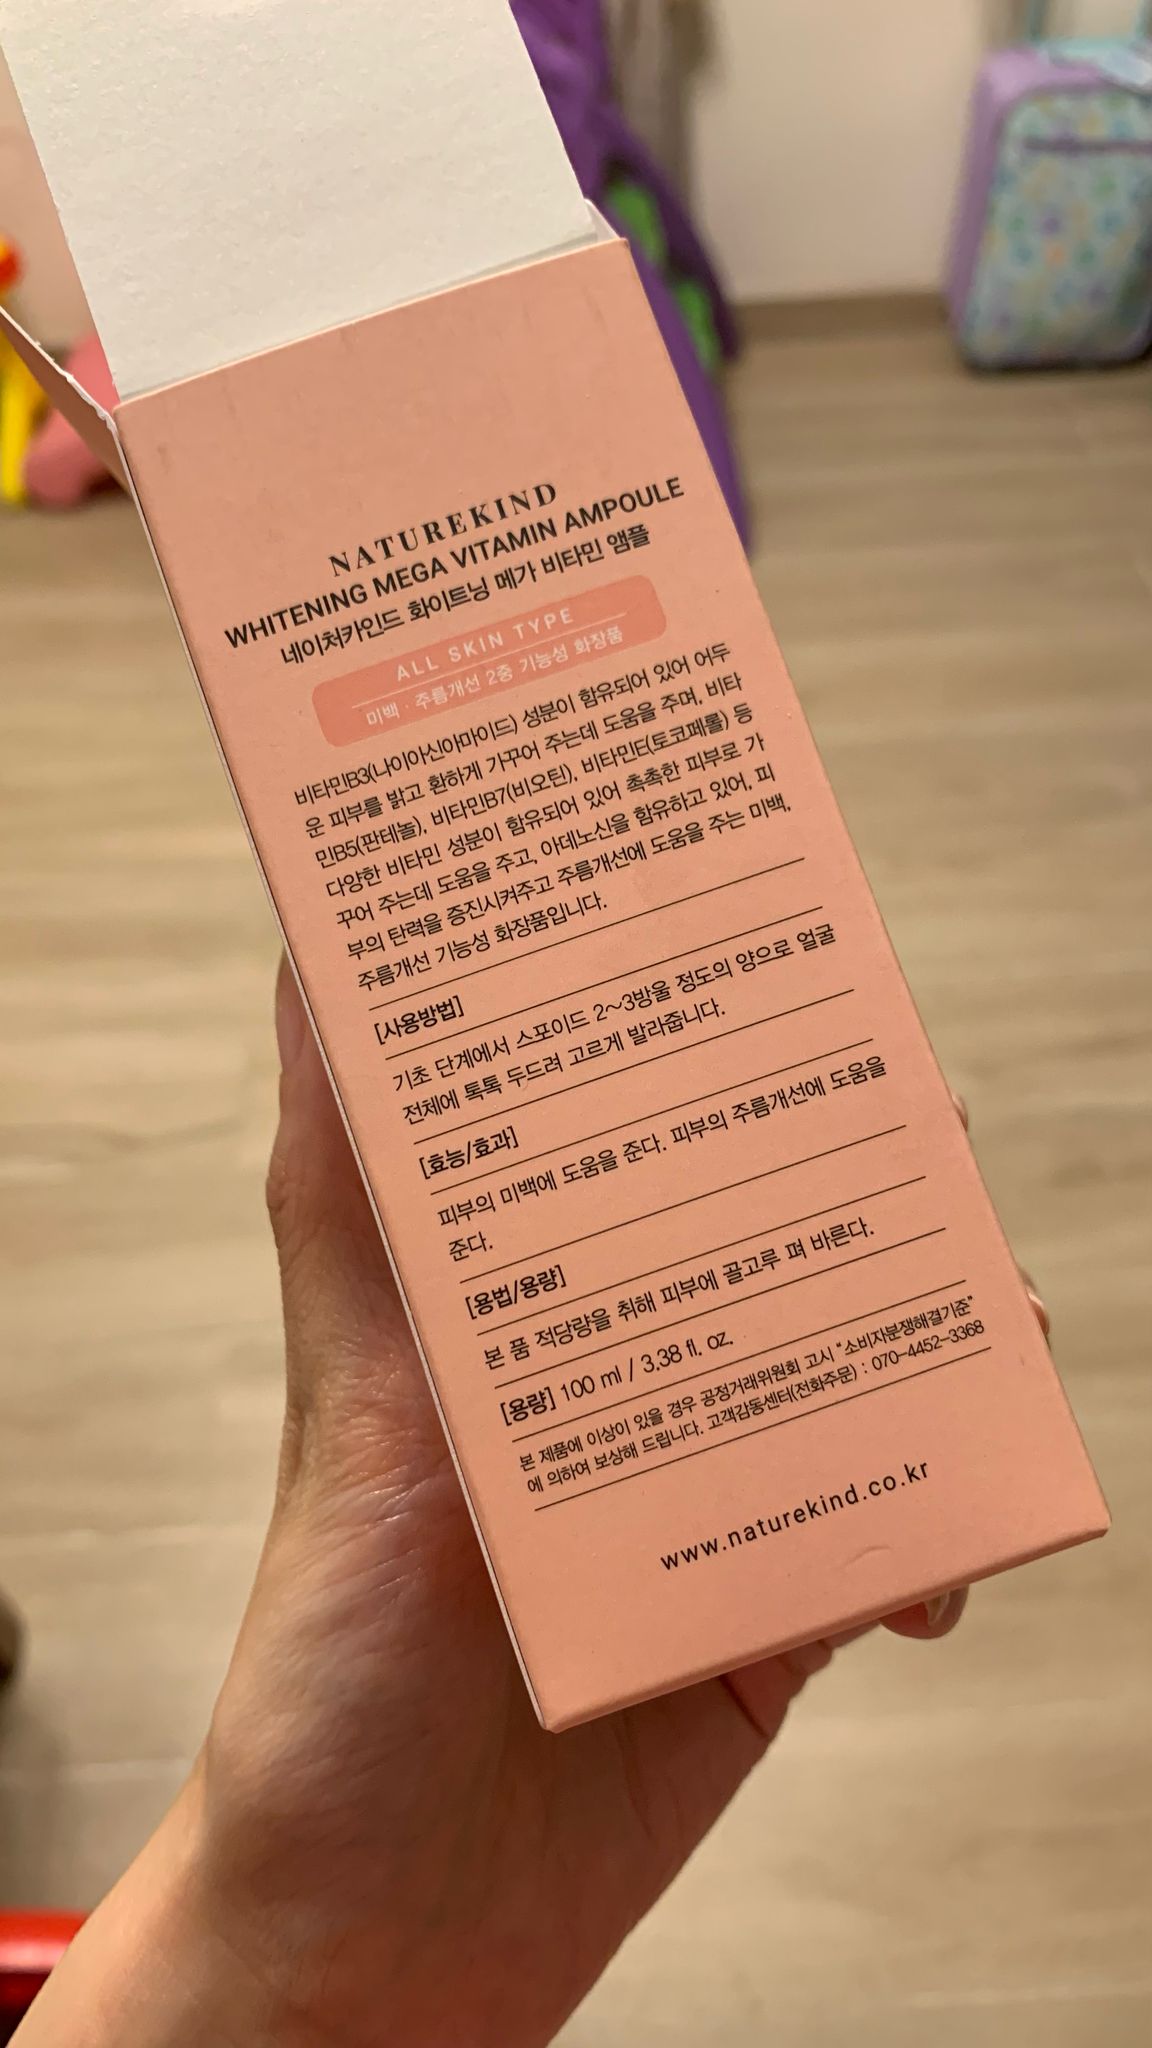 NATUREKIND
WHITENING MEGA VITAMIN AMPOULE
네이처카인드 화이트닝 메가 비타민 앰플
ALL SKIN TYPE
미백 · 주름개선 2중 기능성 화장품
비타민B3(나이아신아마이드) 성분이 함유되어 있어 어두
운 피부를 밝고 환하게 가꾸어 주는데 도움을 주며, 비타
민B5(판테놀), 비타민B7(비오틴), 비타민E(토코페롤) 등
다양한 비타민 성분이 함유되어 있어 촉촉한 피부로 가
꾸어 주는데 도움을 주고, 아데노신을 함유하고 있어, 피
부의 탄력을 증진시켜주고 주름개선에 도움을 주는 미백,
주름개선 기능성 화장품입니다.
[사용방법]
기초 단계에서 스포이드 2~3방울 정도의 양으로 얼굴
전체에 톡톡 두드려 고르게 발라줍니다.
[효능/효과]
피부의 미백에 도움을 준다. 피부의 주름개선에 도움을
준다.
[용법/용량]
본 품 적당량을 취해 피부에 골고루 펴 바른다.
[용량] 100 ml / 3.38 fl. oz.
본 제품에 이상이 있을 경우 공정거래위원회 고시 "소비자분쟁해결기준"
에 의하여 보상해 드립니다. 고객감동센터(전화주문) : 070-4452-3368
www.naturekind.co.kr